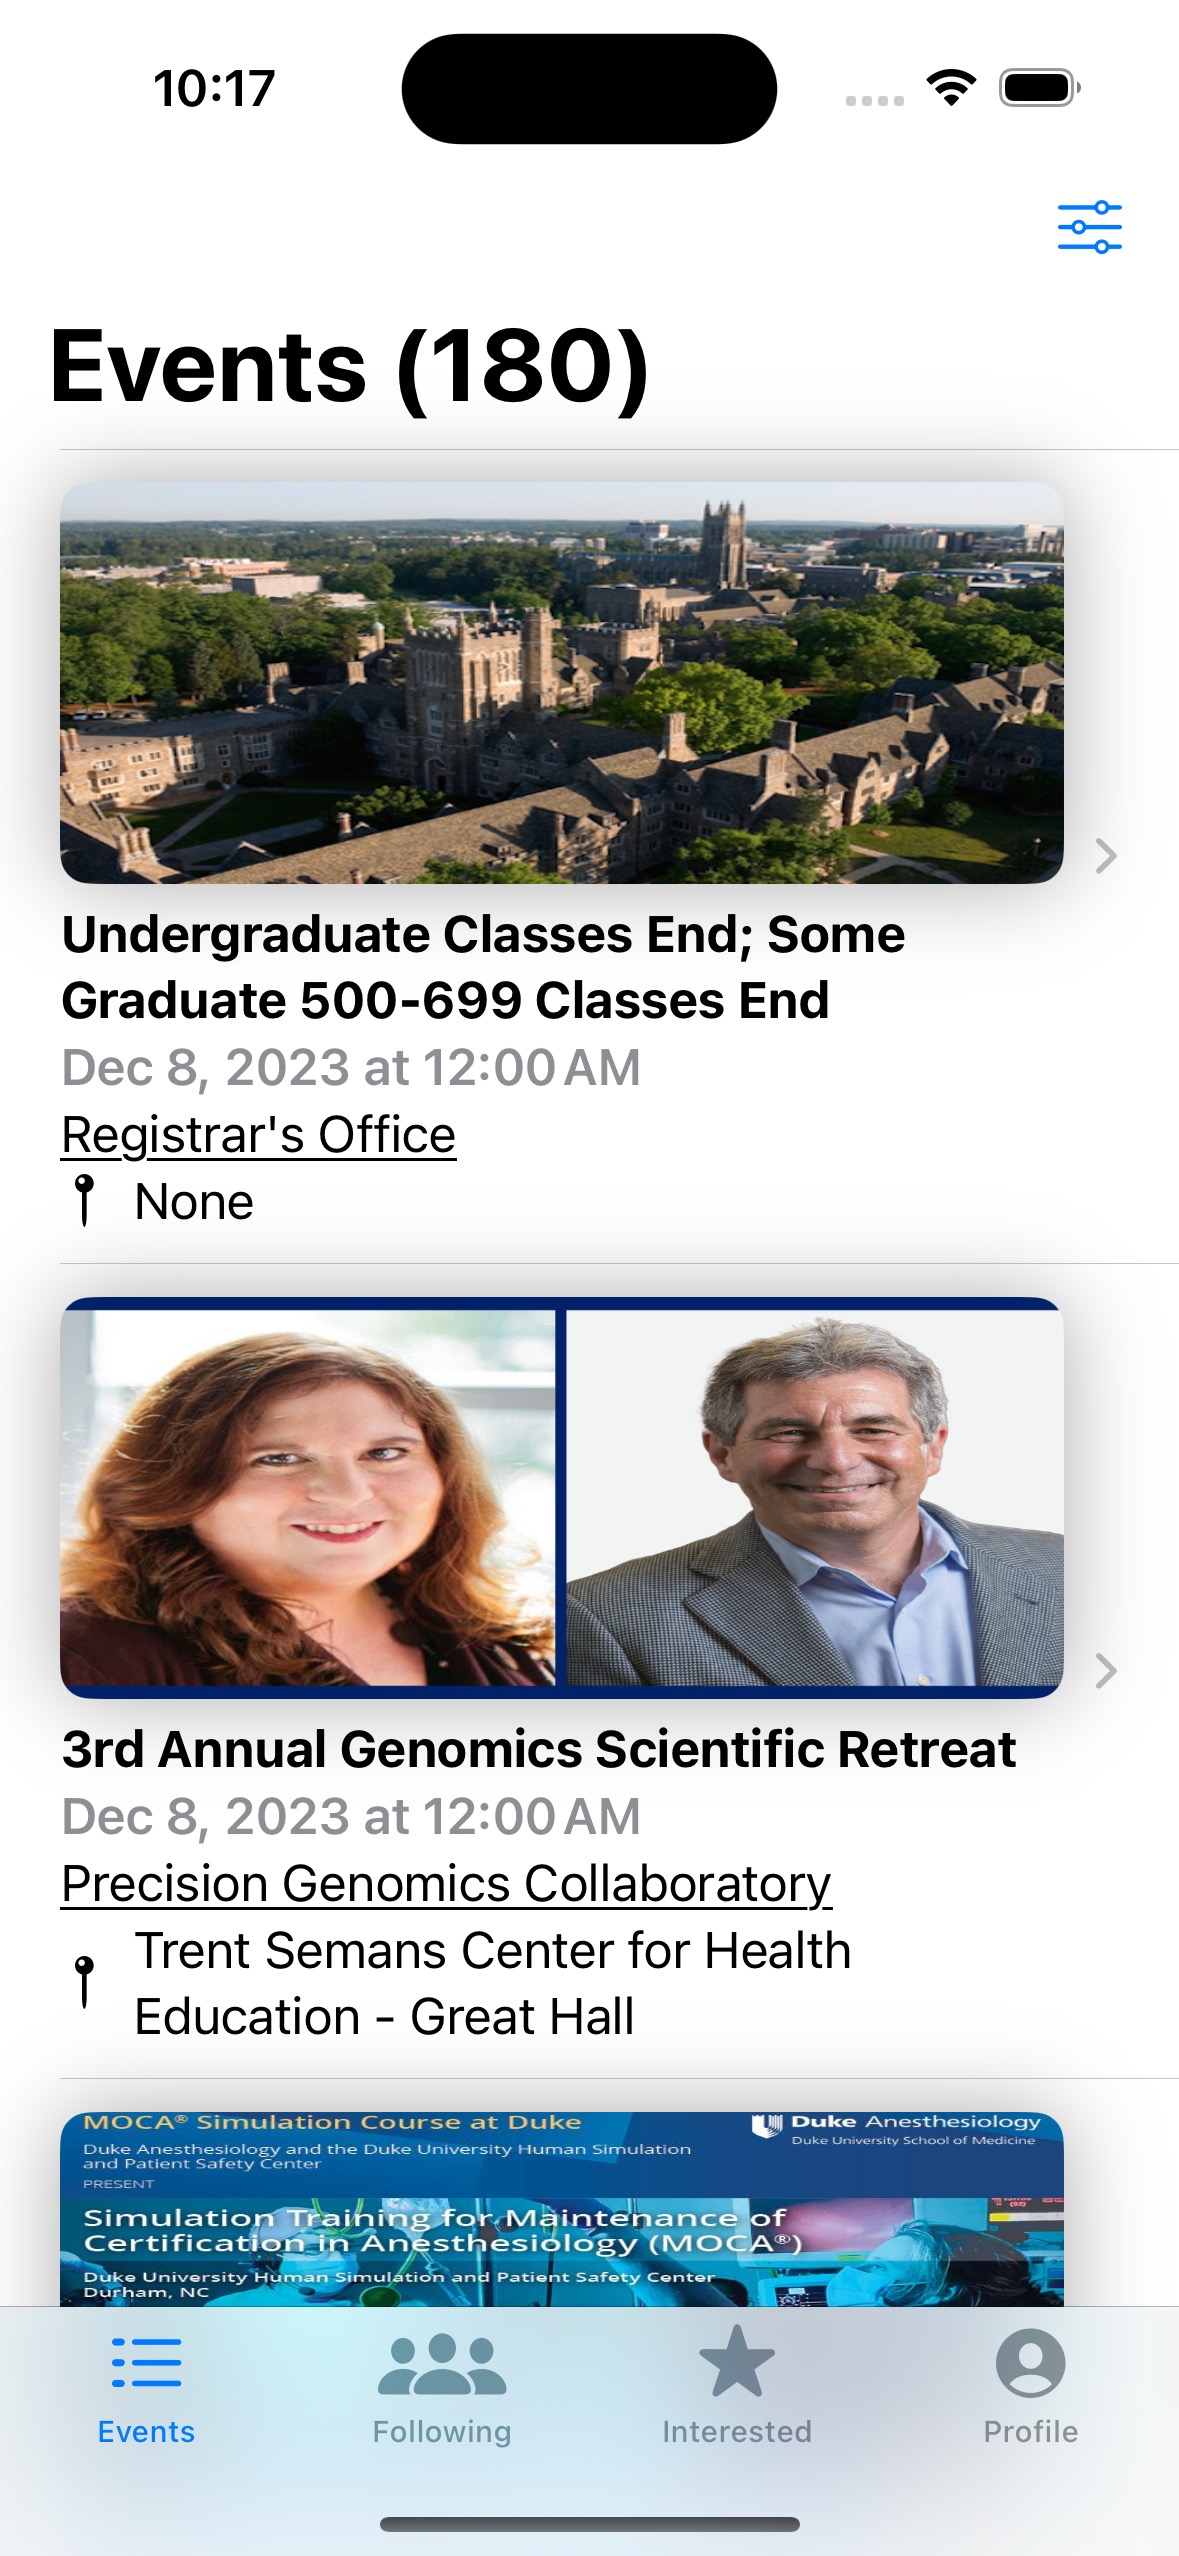 10:17
Events (180)
Undergraduate Classes End; Some
Graduate 500-699 Classes End
Dec 8, 2023 at 12:00 AM
Registrar's Office
None
3rd Annual Genomics Scientific Retreat
Dec 8, 2023 at 12:00 AM
Precision Genomics Collaboratory
Trent Semans Center for Health
Education - Great Hall
MOCA® Simulation Course at Duke
Duke Anesthesiology
Duke University School of Medicine
Duke Anesthesiology and the Duke University Human Simulation
and Patient Safety Center
PRESENT
Simulation Training for Maintenance of
Certification in Anesthesiology (MOCA®)
Duke University Human Simulation and Patient Safety Center
Durham, NC
Events
Following
Interested
Profile